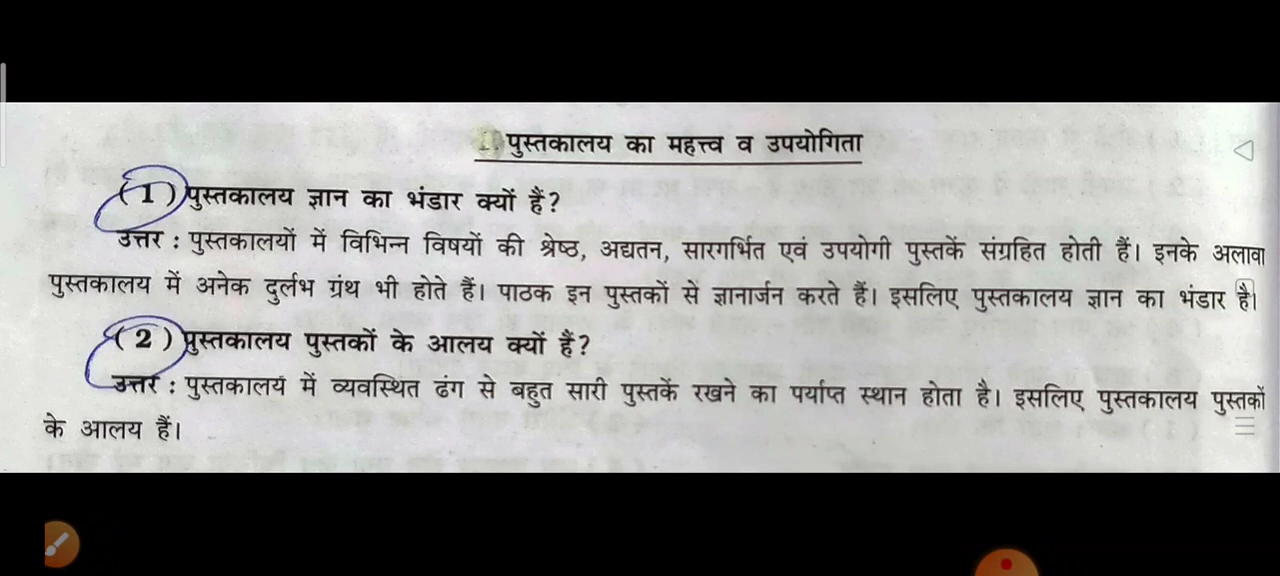 पुस्तकालय का महत्त्व व उपयोगिता
(1) पुस्तकालय ज्ञान का भंडार क्यों हैं?
उत्तर : पुस्तकालयों में विभिन्न विषयों की श्रेष्ठ, अद्यतन, सारगर्भित एवं उपयोगी पुस्तकें संग्रहित होती हैं। इनके अलावा
पुस्तकालय में अनेक दुर्लभ ग्रंथ भी होते हैं। पाठक इन पुस्तकों से ज्ञानार्जन करते हैं। इसलिए पुस्तकालय ज्ञान का भंडार है।
(2) पुस्तकालय पुस्तकों के आलय क्यों हैं?
उत्तर : पुस्तकालय में व्यवस्थित ढंग से बहुत सारी पुस्तकें रखने का पर्याप्त स्थान होता है। इसलिए पुस्तकालय पुस्तकों
के आलय हैं।